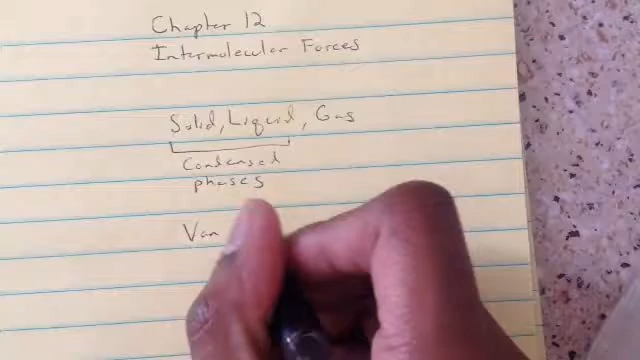 Chapter 12
Intermolecular Forces
Solid, Liquid, Gas
Condensed
phases
Van